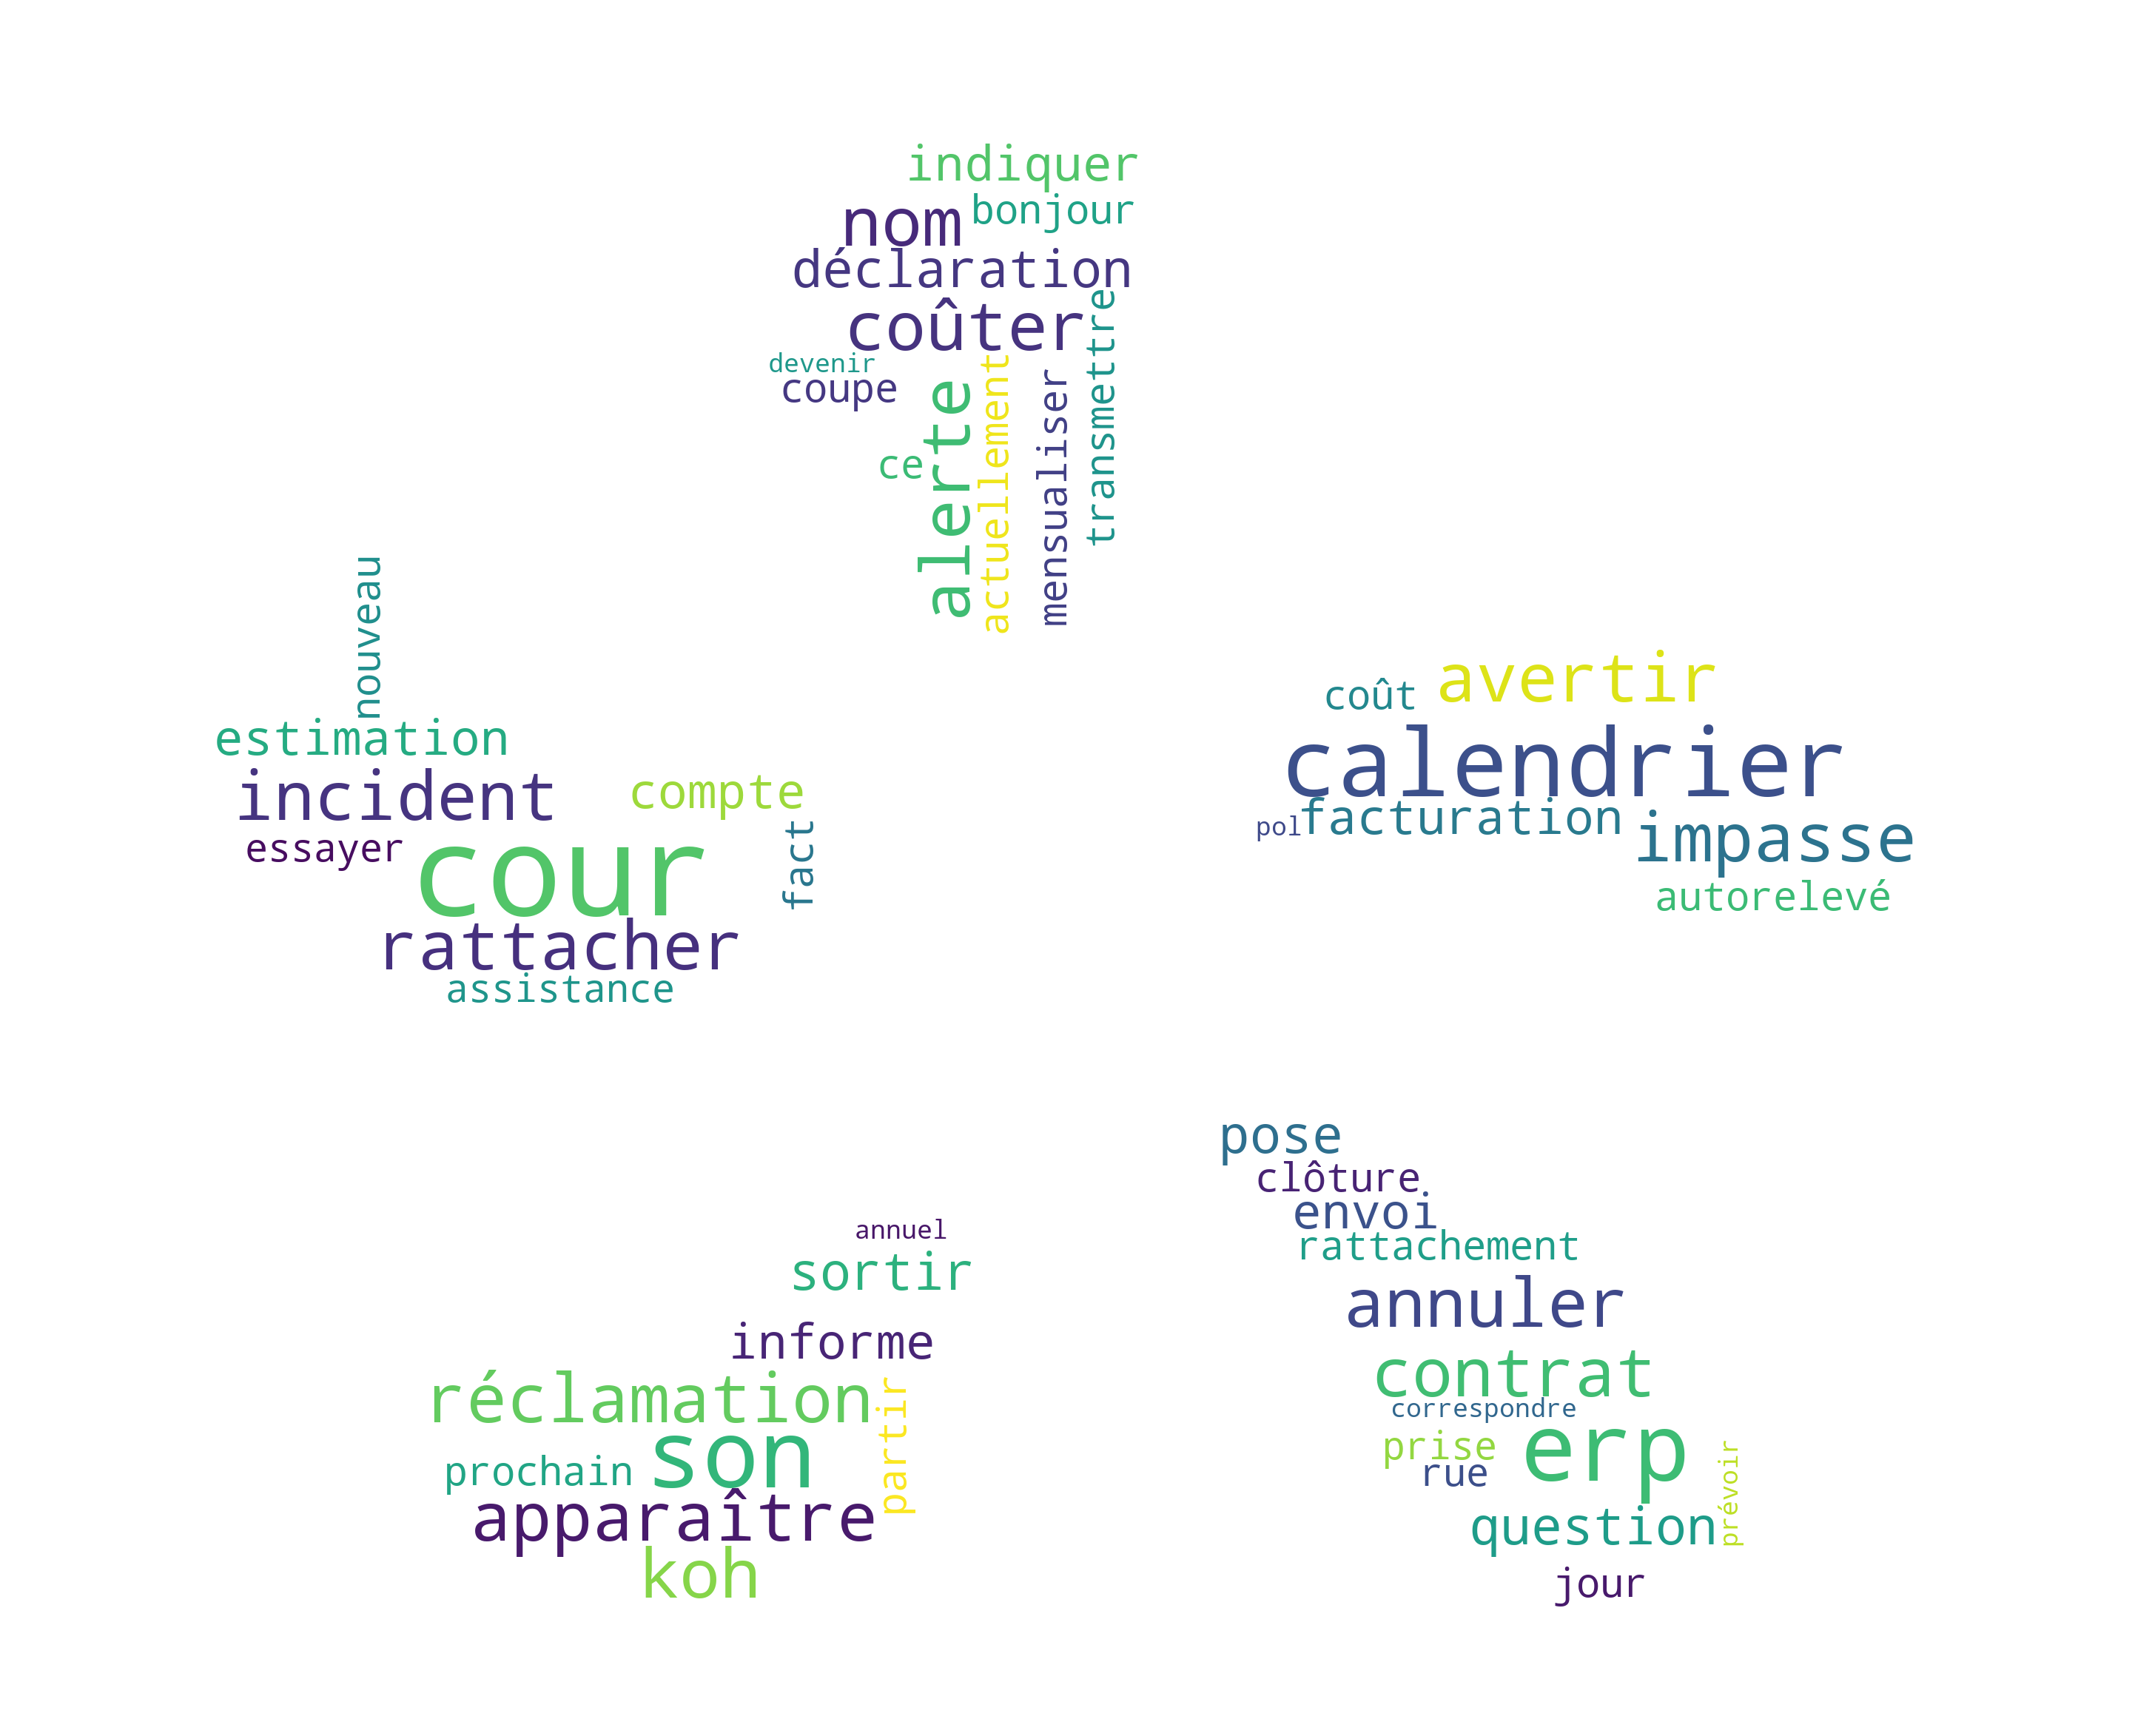 indiquer
nom bonjour
déclaration
coûter
devenir
coupe
ce
alerte
actuellement
mensualiser
transmettre
nouveau
estimation
incident
compte
essayer
cour
fact
rattacher
assistance
avertir
coût
calendrier
pol facturation
impasse
autorelevé
pose
clôture
envoi
rattachement
annuler
contrat
correspondre
prise erp
rue
prévoir
question
jour
annuel
sortir
informe
réclamation
partir
prochain son
apparaître
koh